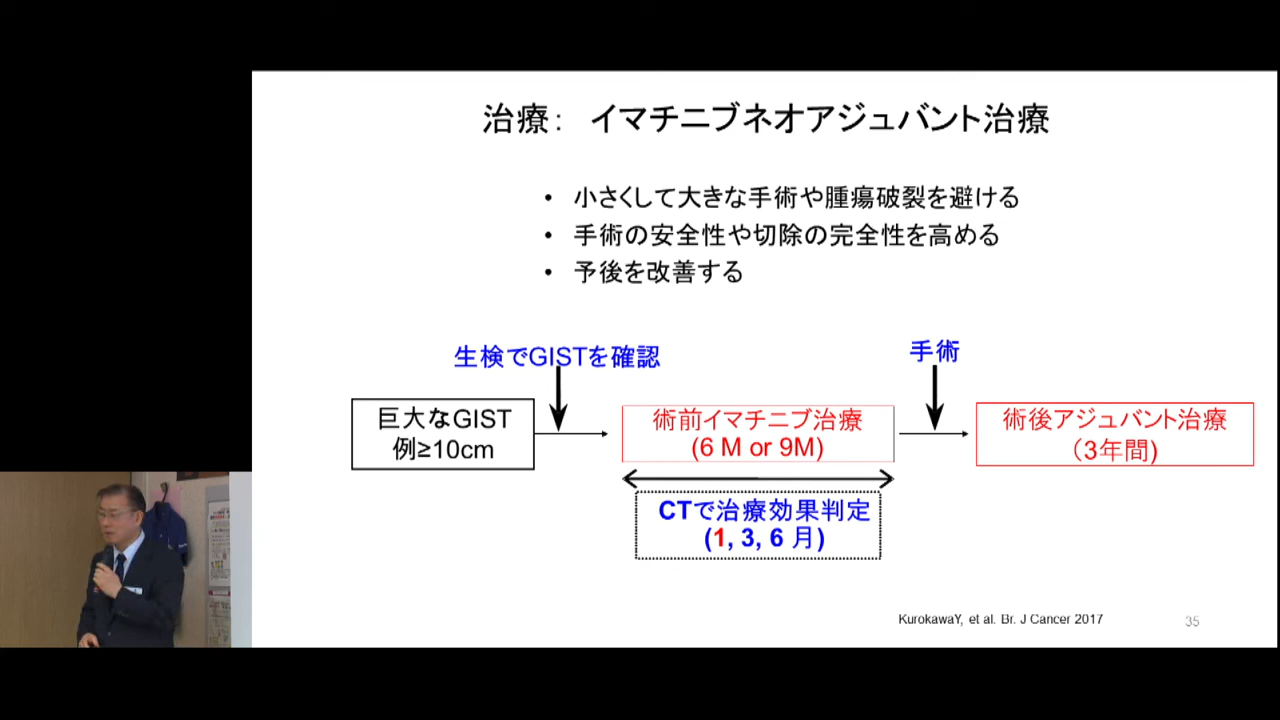 治療: イマチニブネオアジュバント治療
• 小さくして大きな手術や腫瘍破裂を避ける
• 手術の安全性や切除の完全性を高める
• 予後を改善する
生検でGISTを確認
手術
巨大なGIST
例≥10cm
術前イマチニブ治療
(6 M or 9M)
術後アジュバント治療
(3年間)
CTで治療効果判定
(1, 3, 6 月)
KurokawaY, et al. Br. J Cancer 2017
35